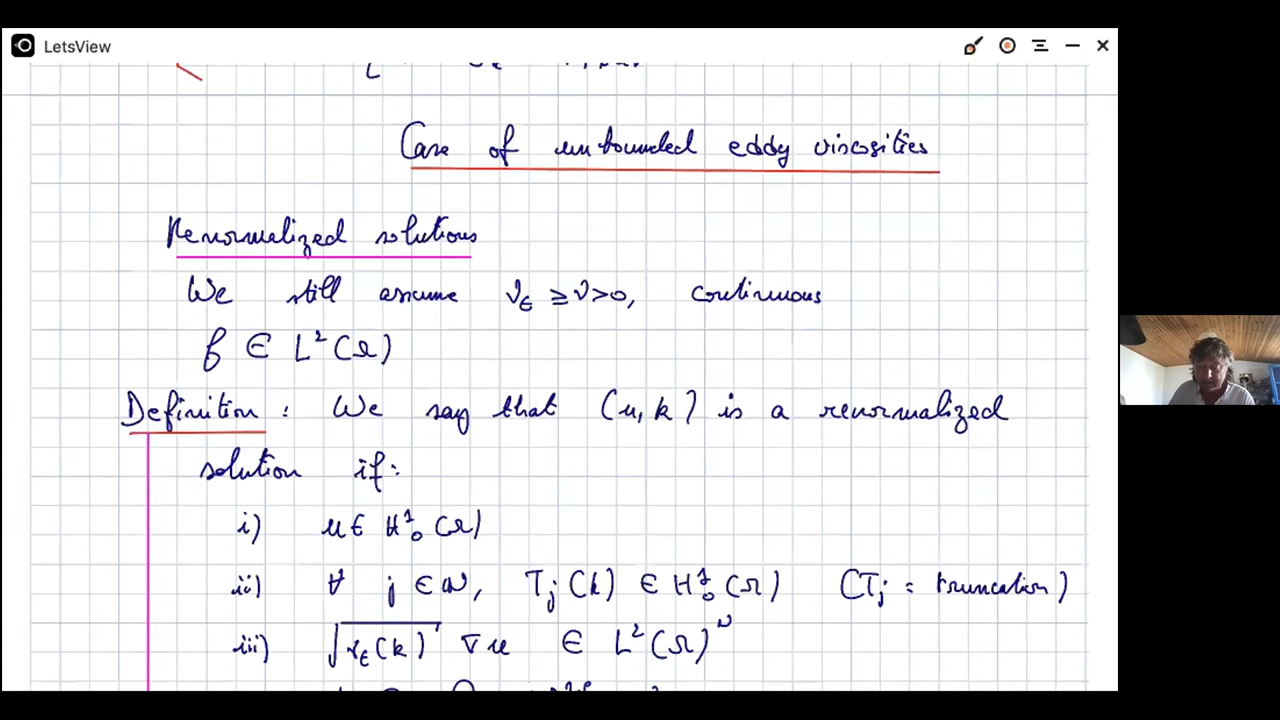 LetsView
Case of unbounded eddy viscosities
Renormalized solutions
We still assume ν_t ≥ ν > 0, continuous
f ∈ L²(Ω)
Definition : We say that (u, k) is a renormalized
solution if:
i) u ∈ H¹₀(Ω)
ii) ∀ j ∈ ℕ, T_j(k) ∈ H¹₀(Ω) (T_j = truncation)
iii) √ν_t(k) ∇u ∈ L²(Ω)^N